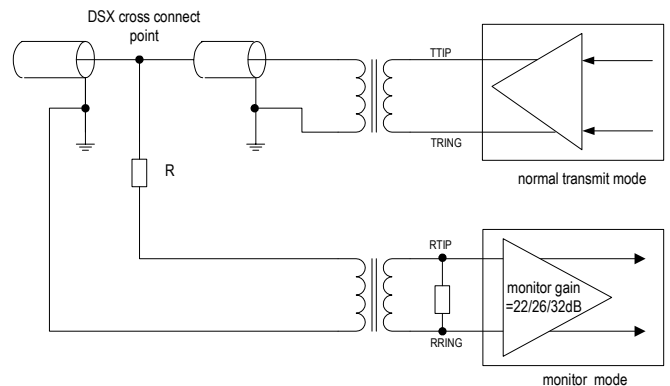 DSX cross connect
point
TTIP
TRING
normal transmit mode
R
RTIP
monitor gain
=22/26/32dB
RRING
monitor mode